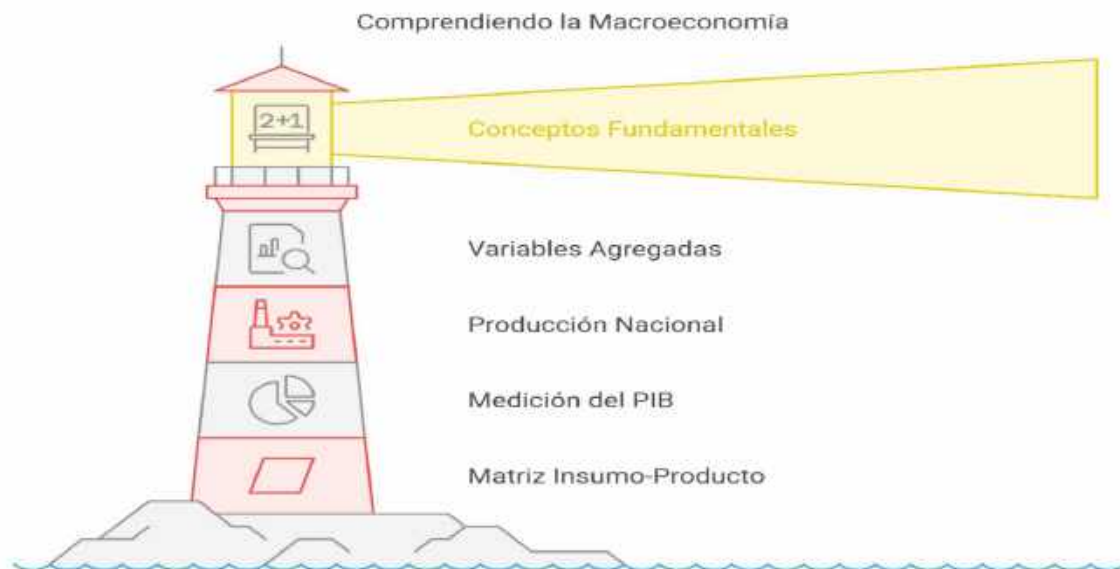 Comprendiendo la Macroeconomía
2+1
Conceptos Fundamentales
Variables Agregadas
Producción Nacional
Medición del PIB
Matriz Insumo-Producto